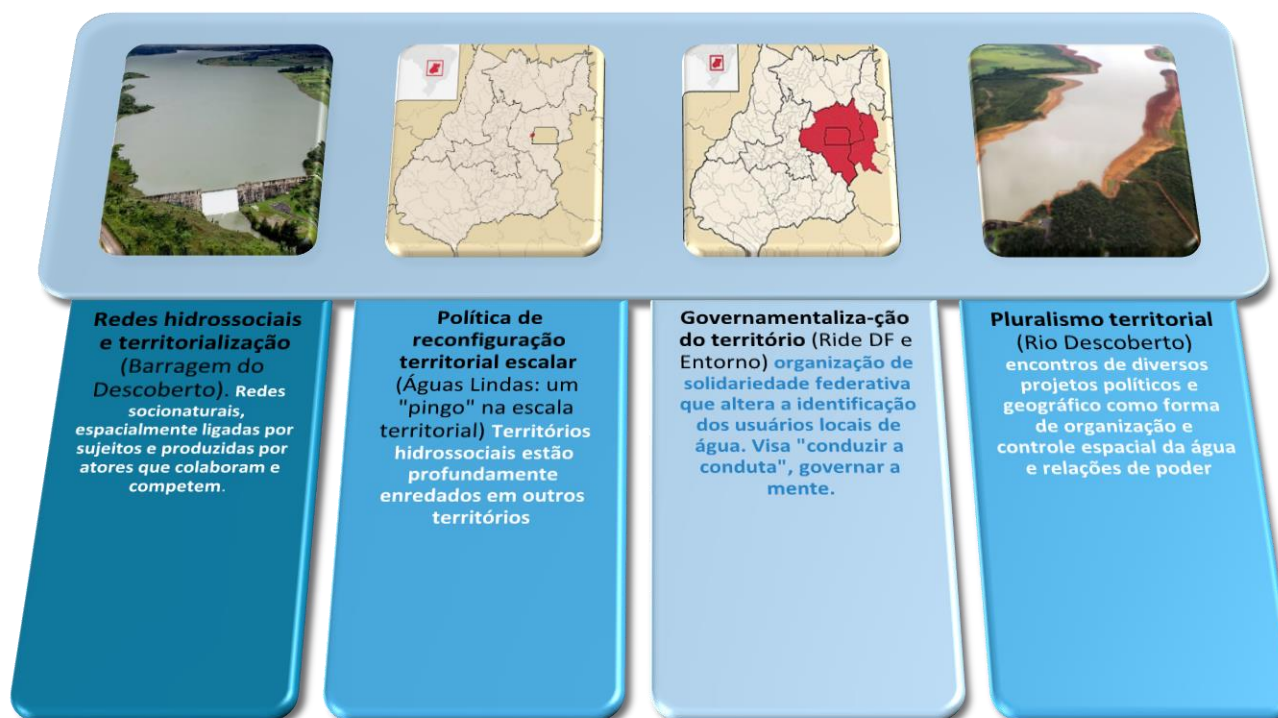 Redes hidrossociais
e territorialização
(Barragem do
Descoberto). Redes
socionaturais,
espacialmente ligadas por
sujeitos e produzidas por
atores que colaboram e
competem.
Política de
reconfiguração
territorial escalar
(Águas Lindas: um
"pingo" na escala
territorial) Territórios
hidrossociais estão
profundamente
enredados em outros
territórios
Governamentaliza-ção
do território (Ride DF e
Entorno) organização de
solidariedade federativa
que altera a identificação
dos usuários locais de
água. Visa "conduzir a
conduta", governar a
mente.
Pluralismo territorial
(Rio Descoberto)
encontros de diversos
projetos políticos e
geográfico como forma
de organização e
controle espacial da água
e relações de poder